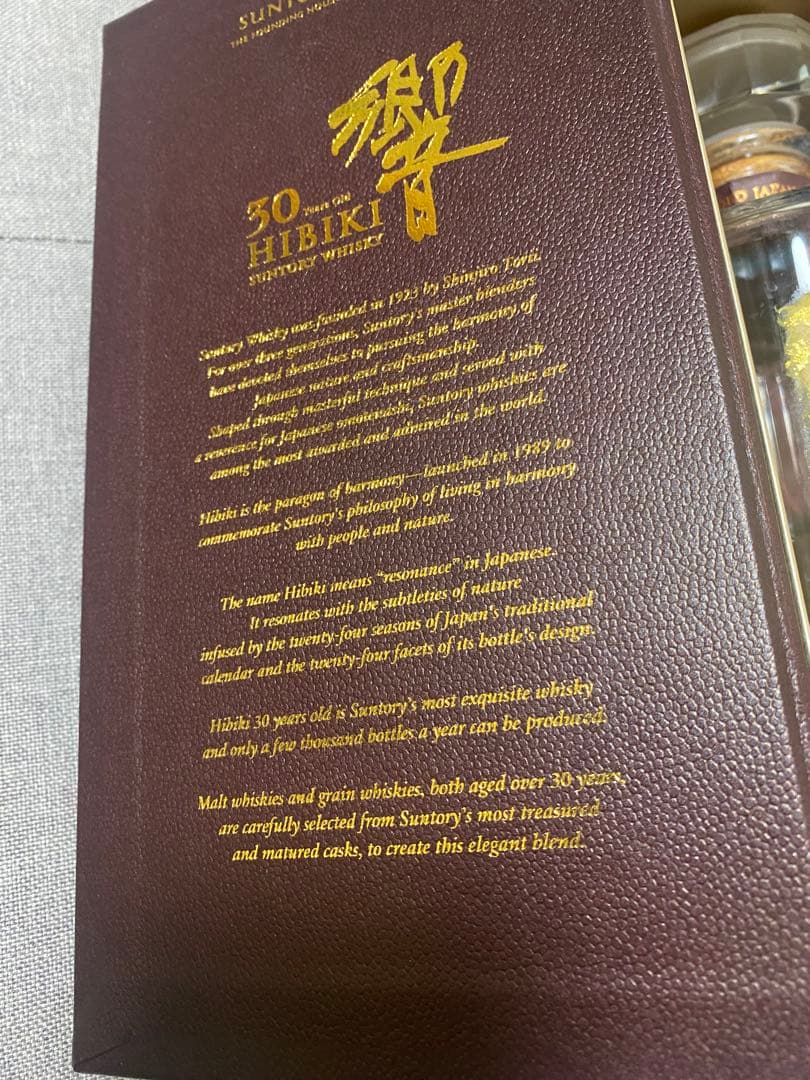 SUNTO
THE FOUNDING HOU
響
30 Years Old
HIBIKI
SUNTORY WHISKY
Suntory Whisky was founded in 1923 by Shinjiro Torii.
For over three generations, Suntory's master blenders
have devoted themselves to pursuing the harmony of
Japanese nature and craftsmanship.
Shaped through masterful technique and served with
a reverence for Japanese omotenashi, Suntory whiskies are
among the most awarded and admired in the world.
Hibiki is the paragon of harmony—launched in 1989 to
commemorate Suntory's philosophy of living in harmony
with people and nature.
The name Hibiki means "resonance" in Japanese.
It resonates with the subtleties of nature
infused by the twenty-four seasons of Japan's traditional
calendar and the twenty-four facets of its bottle's design.
Hibiki 30 years old is Suntory's most exquisite whisky
and only a few thousand bottles a year can be produced.
Malt whiskies and grain whiskies, both aged over 30 years,
are carefully selected from Suntory's most treasured
and matured casks, to create this elegant blend.
D JAPA